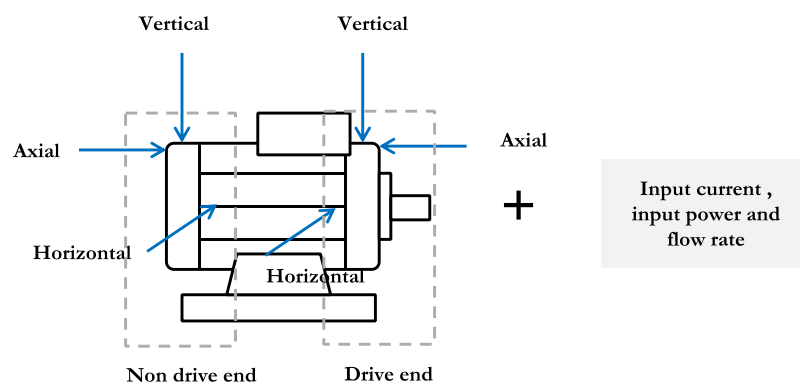 Vertical
Vertical
Axial
Axial
Input current ,
input power and
flow rate
Horizontal
Horizontal
Non drive end
Drive end